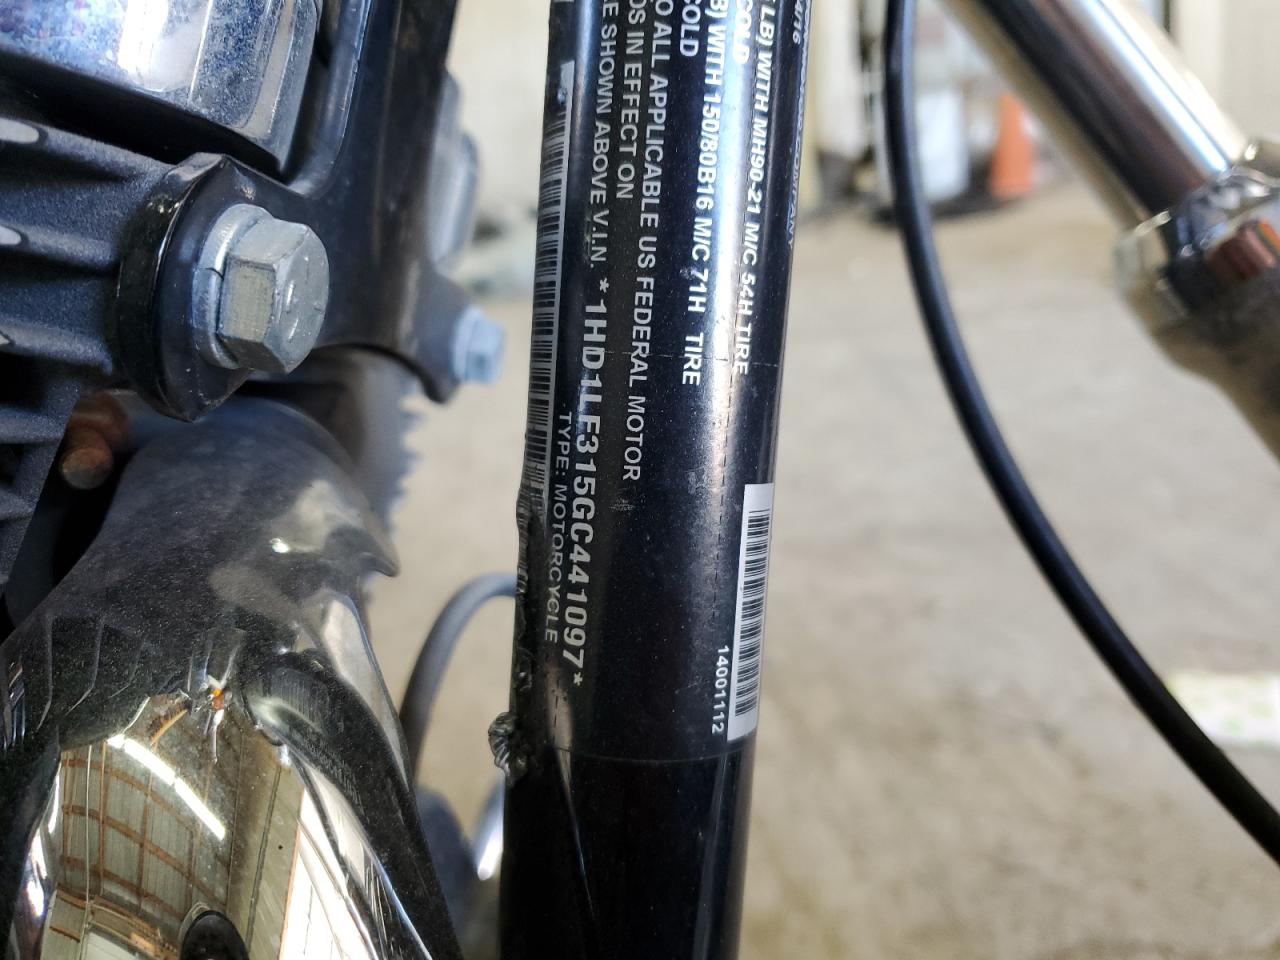 COMPANY
LB) WITH MH90-21 M/C 54H TIRE
COLD
B) WITH 150/80B16 M/C 71H TIRE
COLD
O ALL APPLICABLE US FEDERAL MOTOR
DS IN EFFECT ON
E SHOWN ABOVE V.I.N. *1HD1LF315GC441097*
TYPE: MOTORCYCLE
14001112